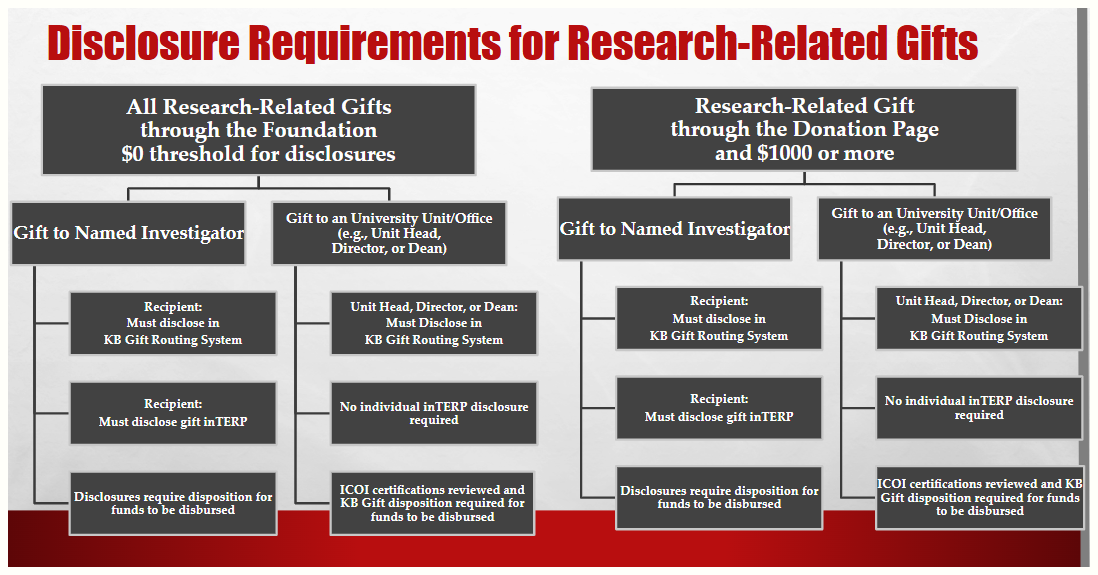 Disclosure Requirements for Research-Related Gifts
All Research-Related Gifts
through the Foundation
$0 threshold for disclosures
Gift to Named Investigator
Gift to an University Unit/Office
(e.g., Unit Head,
Director, or Dean)
Recipient:
Must disclose in
KB Gift Routing System
Unit Head, Director, or Dean:
Must Disclose in
KB Gift Routing System
Recipient:
Must disclose gift inTERP
No individual inTERP disclosure
required
Disclosures require disposition for
funds to be disbursed
ICOI certifications reviewed and
KB Gift disposition required for
funds to be disbursed
Research-Related Gift
through the Donation Page
and $1000 or more
Gift to Named Investigator
Gift to an University Unit/Office
(e.g., Unit Head,
Director, or Dean)
Recipient:
Must disclose in
KB Gift Routing System
Unit Head, Director, or Dean:
Must Disclose in
KB Gift Routing System
Recipient:
Must disclose gift inTERP
No individual inTERP disclosure
required
Disclosures require disposition for
funds to be disbursed
ICOI certifications reviewed and KB
Gift disposition required for funds
to be disbursed